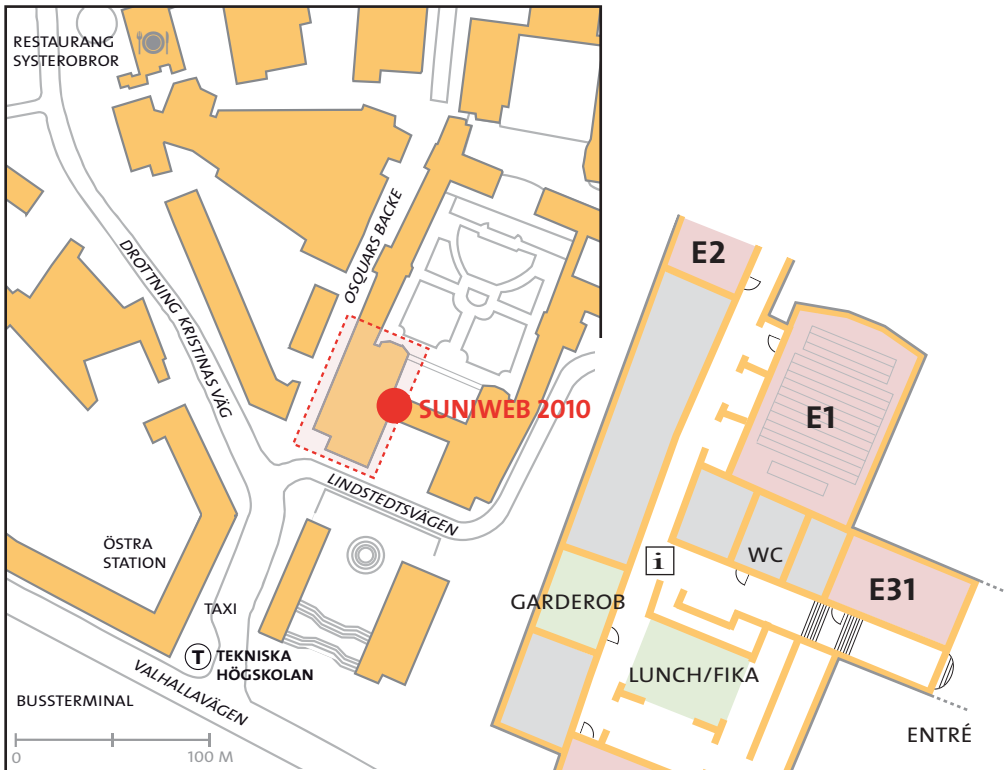 RESTAURANG
SYSTEROBROR
OSQUARS BACKE
DROTTNING KRISTINAS VÄG
SUNIWEB 2010
LINDSTEDTSVÄGEN
ÖSTRA
STATION
TAXI
T
TEKNISKA
HÖGSKOLAN
VALHALLAVÄGEN
BUSSTERMINAL
0
100 M
E2
E1
i
WC
E31
GARDEROB
LUNCH/FIKA
ENTRÉ